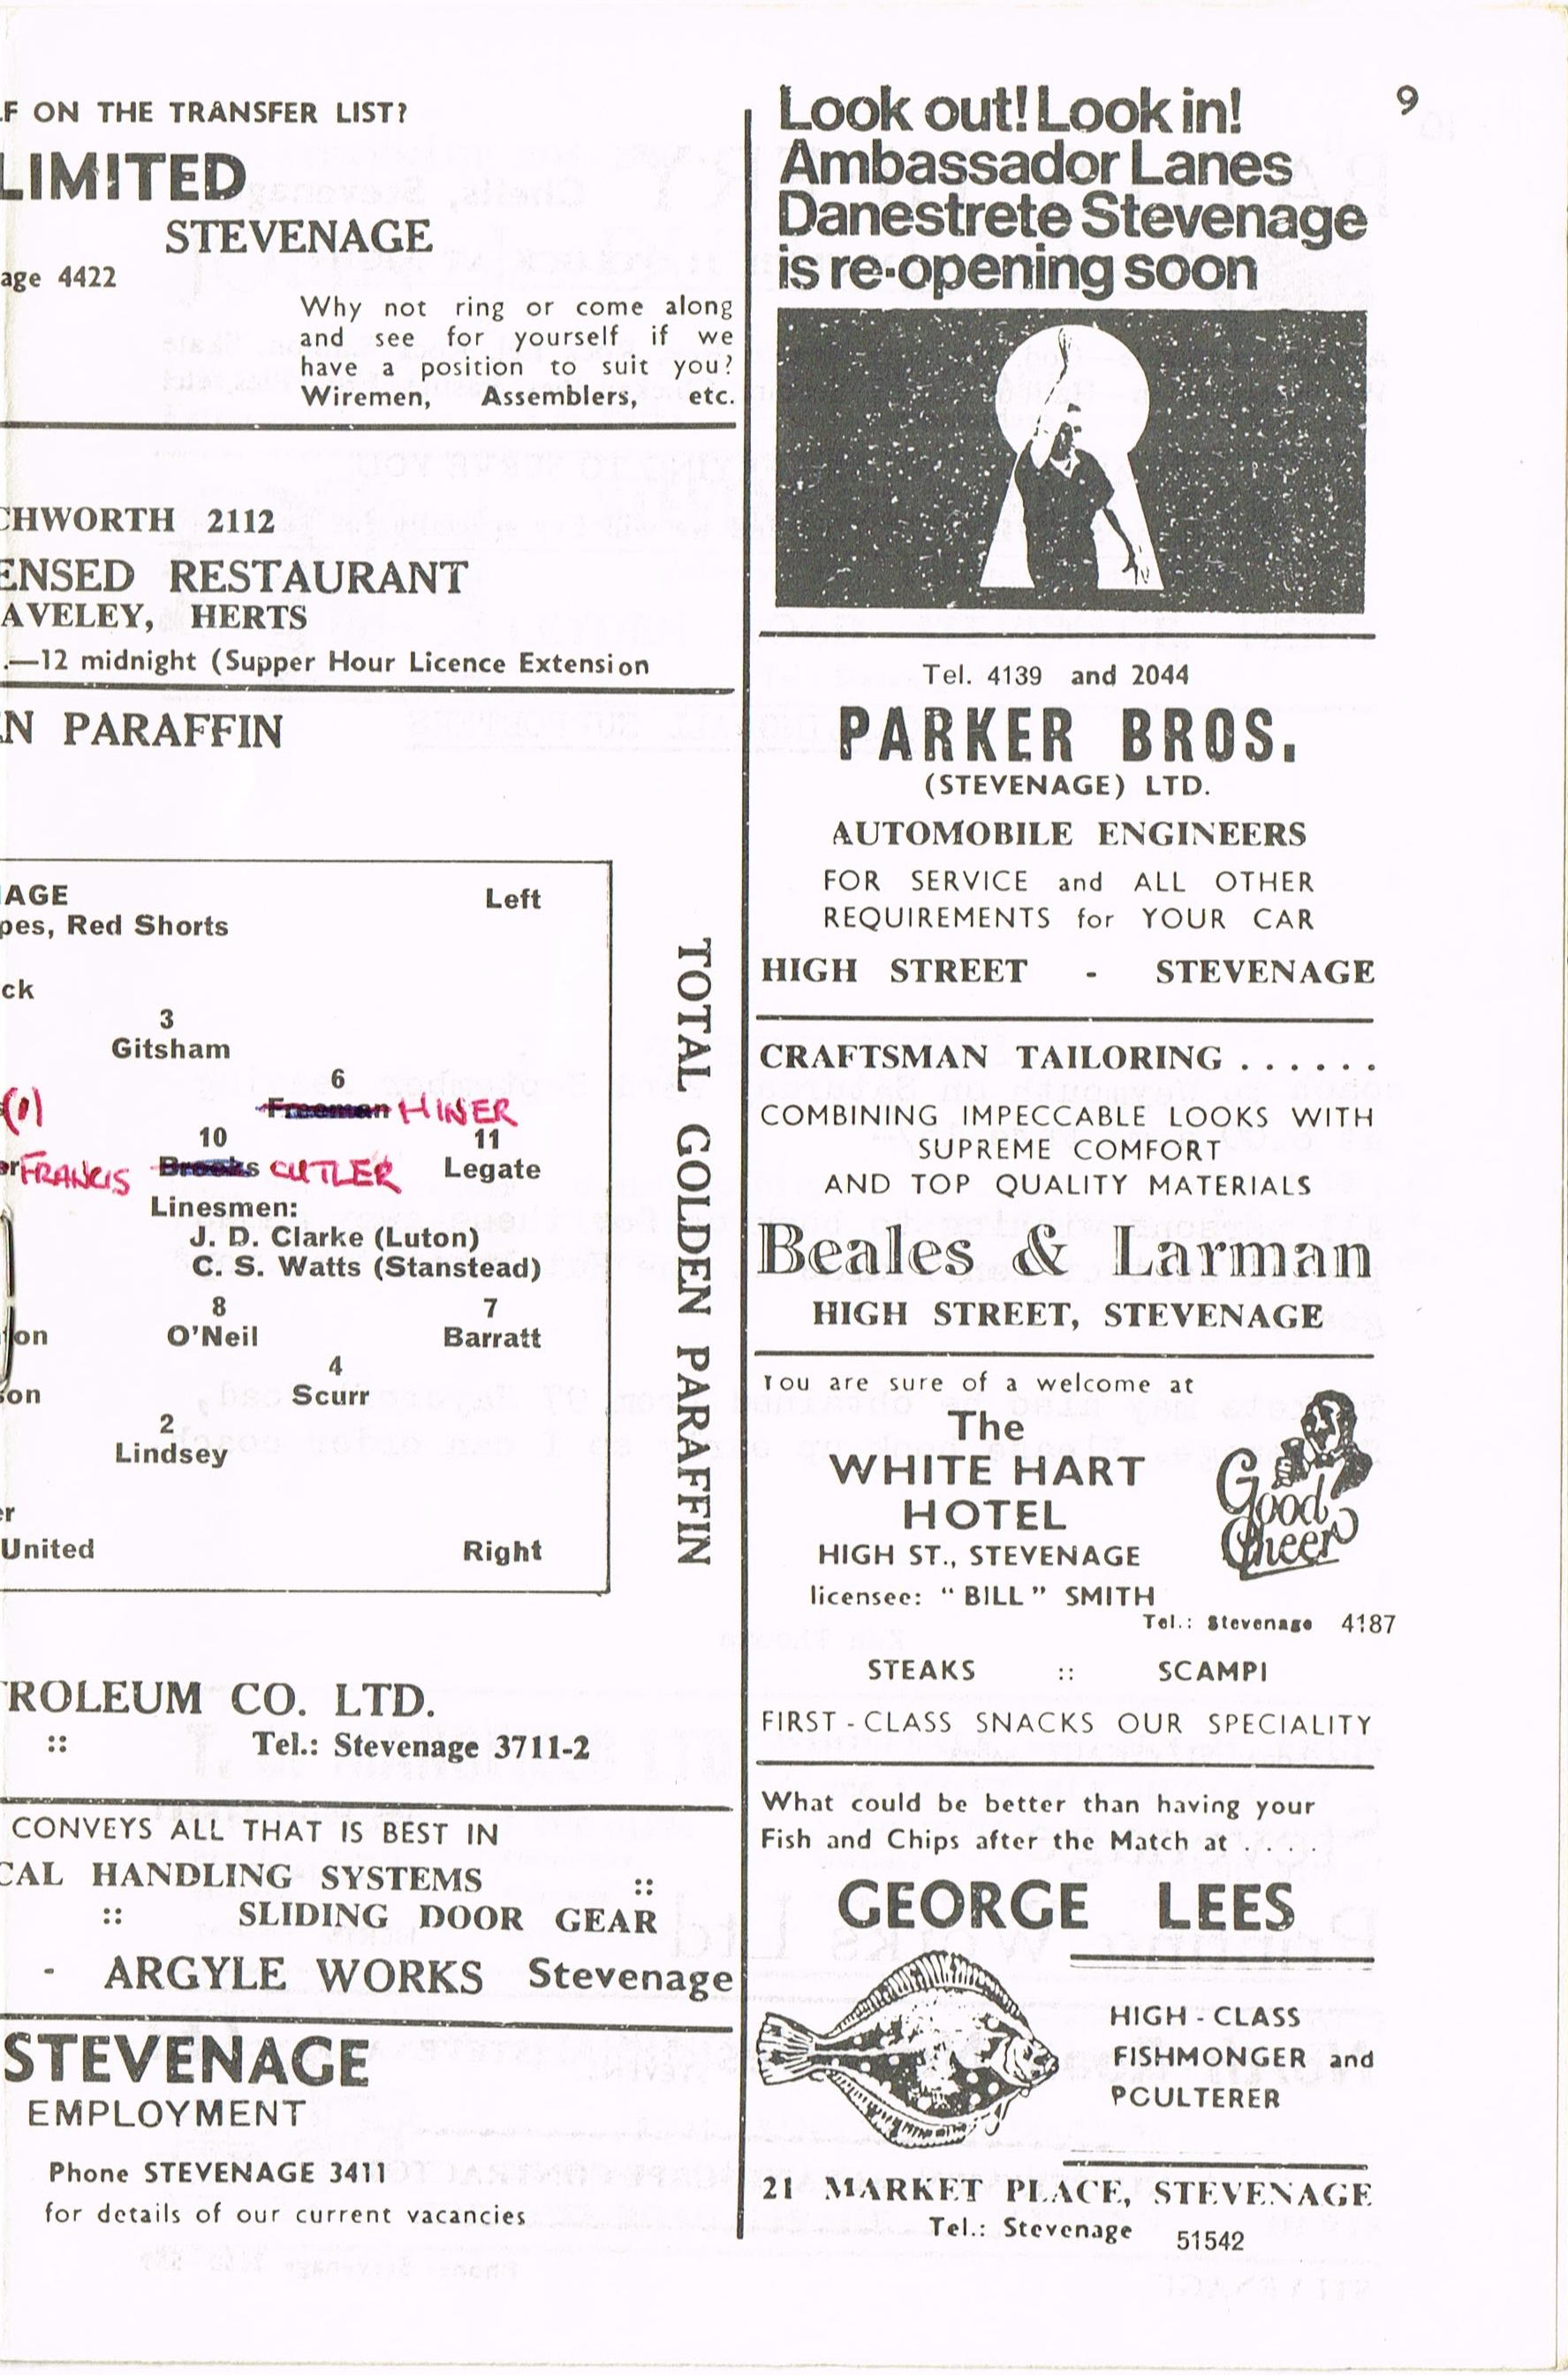 9
LF ON THE TRANSFER LIST?
LIMITED
STEVENAGE
age 4422
Why not ring or come along
and see for yourself if we
have a position to suit you?
Wiremen, Assemblers, etc.
CHWORTH 2112
ENSED RESTAURANT
AVELEY, HERTS
.—12 midnight (Supper Hour Licence Extension
EN PARAFFIN
NAGE
Left
pes, Red Shorts
ck
3
Gitsham
6
(1)
Freeman HINER
10
11
er FRANCIS
Brooks CUTLER
Legate
Linesmen:
J. D. Clarke (Luton)
C. S. Watts (Stanstead)
8
7
on
O'Neil
Barratt
4
son
Scurr
2
Lindsey
er
United
Right
TOTAL GOLDEN PARAFFIN
TROLEUM CO. LTD.
:: Tel.: Stevenage 3711-2
CONVEYS ALL THAT IS BEST IN
CAL HANDLING SYSTEMS ::
:: SLIDING DOOR GEAR
- ARGYLE WORKS Stevenage
STEVENAGE
EMPLOYMENT
Phone STEVENAGE 3411
for details of our current vacancies
Look out! Look in!
Ambassador Lanes
Danestrete Stevenage
is re-opening soon
Tel. 4139 and 2044
PARKER BROS.
(STEVENAGE) LTD.
AUTOMOBILE ENGINEERS
FOR SERVICE and ALL OTHER
REQUIREMENTS for YOUR CAR
HIGH STREET - STEVENAGE
CRAFTSMAN TAILORING . . . . . .
COMBINING IMPECCABLE LOOKS WITH
SUPREME COMFORT
AND TOP QUALITY MATERIALS
Beales & Larman
HIGH STREET, STEVENAGE
You are sure of a welcome at
The
WHITE HART
HOTEL
Good
Cheer
HIGH ST., STEVENAGE
licensee: "BILL" SMITH
Tel.: Stevenage 4187
STEAKS :: SCAMPI
FIRST-CLASS SNACKS OUR SPECIALITY
What could be better than having your
Fish and Chips after the Match at . . . .
GEORGE LEES
HIGH-CLASS
FISHMONGER and
POULTERER
21 MARKET PLACE, STEVENAGE
Tel.: Stevenage 51542